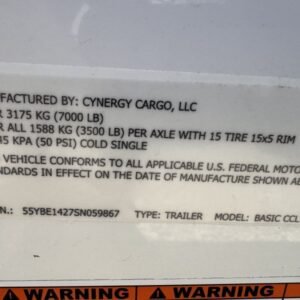 FACTURED BY: CYNERGY CARGO, LLC
R 3175 KG (7000 LB)
R ALL 1588 KG (3500 LB) PER AXLE WITH 15 TIRE 15x5 RIM
45 KPA (50 PSI) COLD SINGLE
VEHICLE CONFORMS TO ALL APPLICABLE U.S. FEDERAL MOTO
NDARDS IN EFFECT ON THE DATE OF MANUFACTURE SHOWN A
N.: 55YBE1427SN059867 TYPE: TRAILER MODEL: BASIC CCL
WARNING WARNING